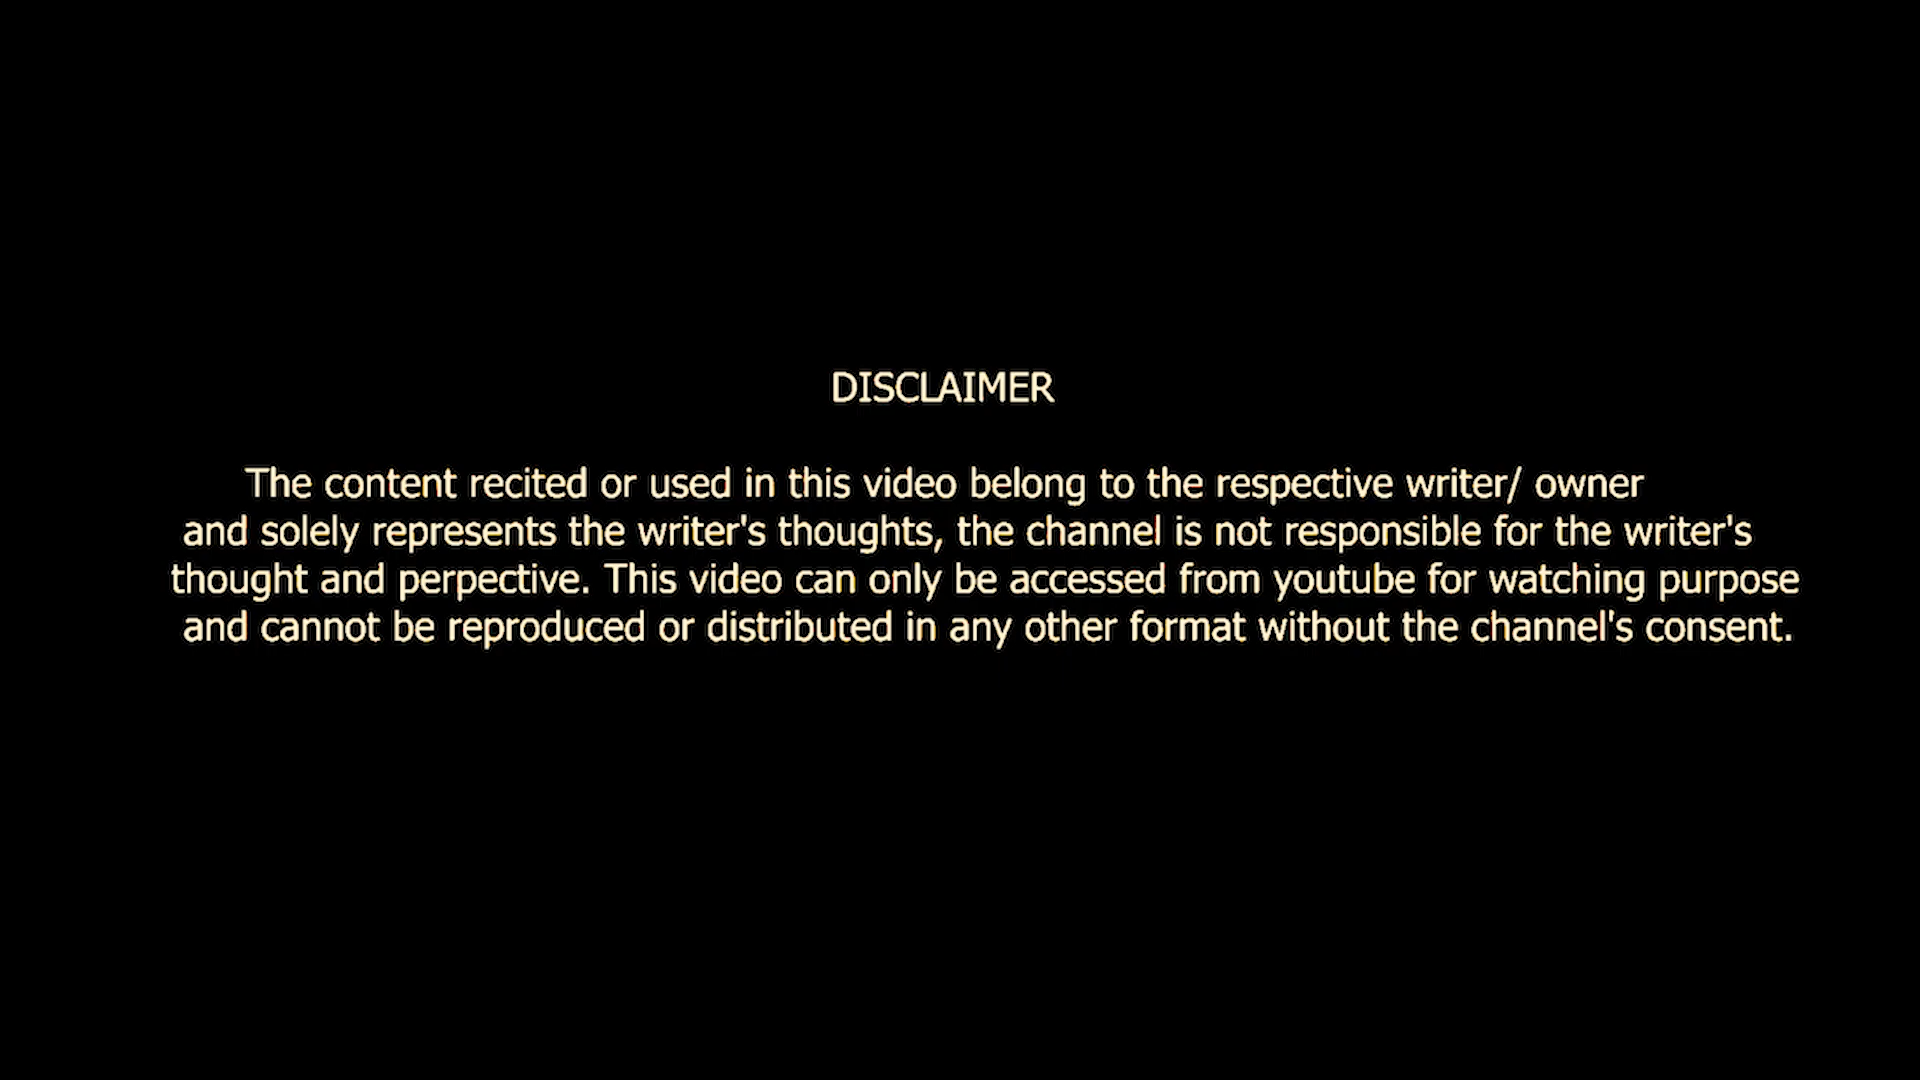 DISCLAIMER
The content recited or used in this video belong to the respective writer/ owner
and solely represents the writer's thoughts, the channel is not responsible for the writer's
thought and perpective. This video can only be accessed from youtube for watching purpose
and cannot be reproduced or distributed in any other format without the channel's consent.